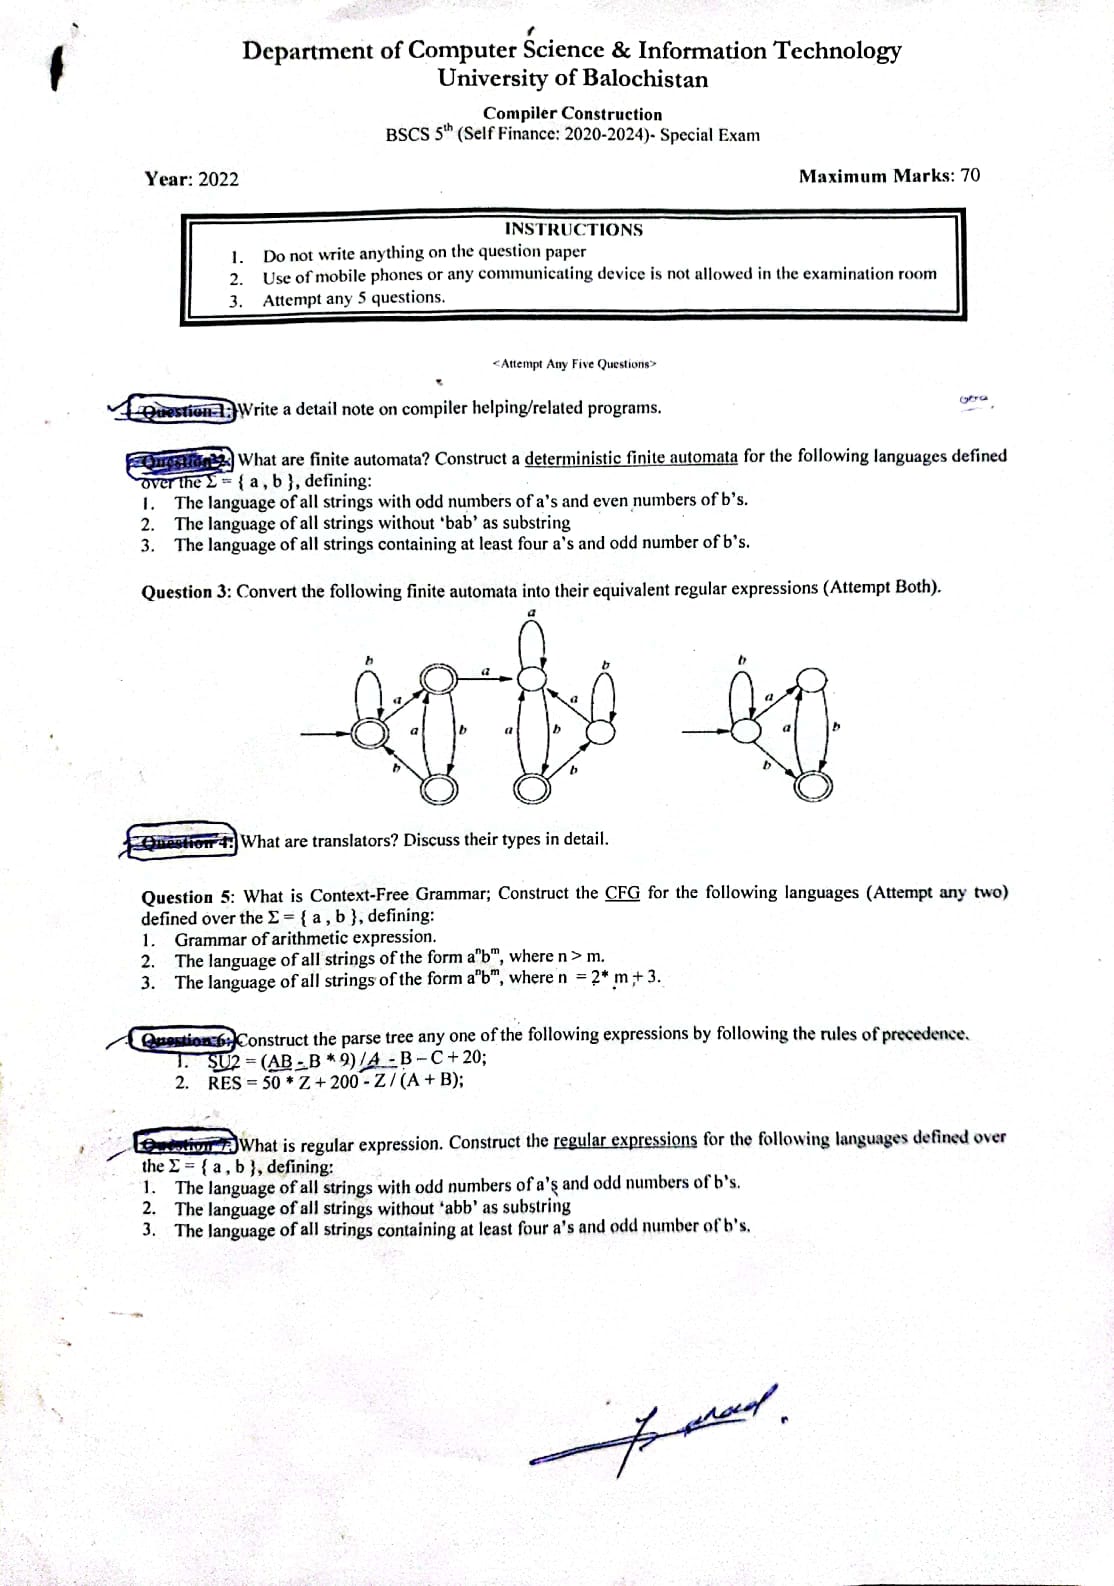 Department of Computer Science & Information Technology
University of Balochistan
Compiler Construction
BSCS 5th (Self Finance: 2020-2024)- Special Exam
Year: 2022
Maximum Marks: 70
INSTRUCTIONS
1. Do not write anything on the question paper
2. Use of mobile phones or any communicating device is not allowed in the examination room
3. Attempt any 5 questions.
<Attempt Any Five Questions>
Question 1: Write a detail note on compiler helping/related programs.
Question 2: What are finite automata? Construct a deterministic finite automata for the following languages defined
over the Σ = { a , b }, defining:
1. The language of all strings with odd numbers of a's and even numbers of b's.
2. The language of all strings without ‘bab’ as substring
3. The language of all strings containing at least four a's and odd number of b's.
Question 3: Convert the following finite automata into their equivalent regular expressions (Attempt Both).
a
b a b b
a a a
a b a b a b
b b b
Question 4: What are translators? Discuss their types in detail.
Question 5: What is Context-Free Grammar; Construct the CFG for the following languages (Attempt any two)
defined over the Σ = { a , b }, defining:
1. Grammar of arithmetic expression.
2. The language of all strings of the form aⁿbᵐ, where n > m.
3. The language of all strings of the form aⁿbᵐ, where n = 2* m + 3.
Question 6: Construct the parse tree any one of the following expressions by following the rules of precedence.
1. SU2 = (AB - B * 9) / A - B – C + 20;
2. RES = 50 * Z + 200 - Z / (A + B);
Question 7: What is regular expression. Construct the regular expressions for the following languages defined over
the Σ = { a , b }, defining:
1. The language of all strings with odd numbers of a's and odd numbers of b's.
2. The language of all strings without ‘abb’ as substring
3. The language of all strings containing at least four a's and odd number of b's.